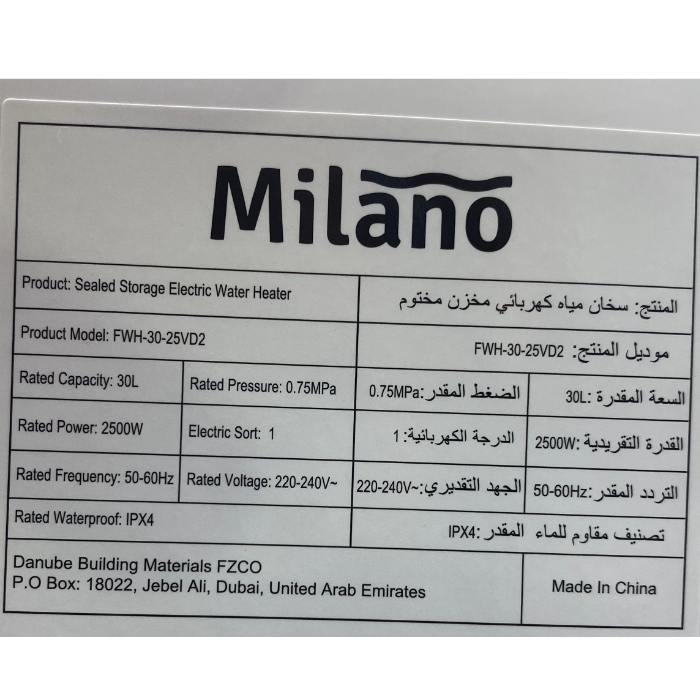 Milano
Product: Sealed Storage Electric Water Heater
المنتج: سخان مياه كهربائي مخزن مختوم
Product Model: FWH-30-25VD2
موديل المنتج: FWH-30-25VD2
Rated Capacity: 30L
Rated Pressure: 0.75MPa
الضغط المقدر: 0.75MPa
السعة المقدرة: 30L
Rated Power: 2500W
Electric Sort: 1
الدرجة الكهربائية: 1
القدرة التقريدية: 2500W
Rated Frequency: 50-60Hz
Rated Voltage: 220-240V~
الجهد التقديري: 220-240V~
التردد المقدر: 50-60Hz
Rated Waterproof: IPX4
تصنيف مقاوم للماء المقدر: IPX4
Danube Building Materials FZCO
P.O Box: 18022, Jebel Ali, Dubai, United Arab Emirates
Made In China